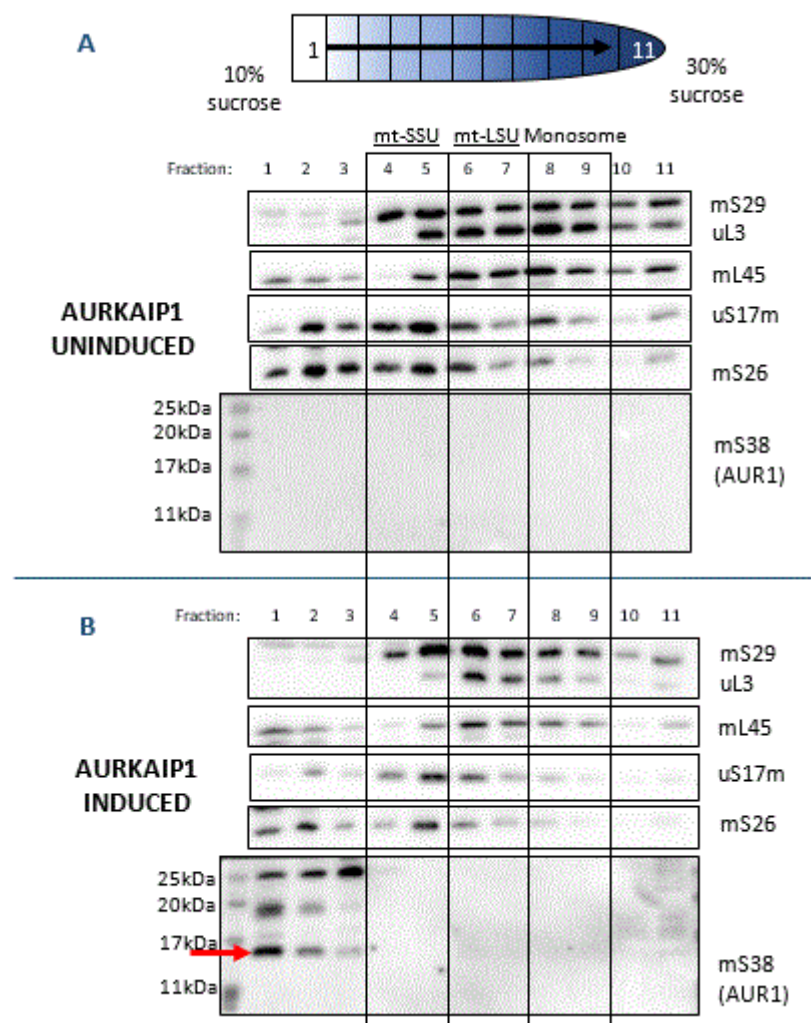 A
1
11
10%
sucrose
30%
sucrose
mt-SSU mt-LSU Monosome
Fraction: 1 2 3 4 5 6 7 8 9 10 11
mS29
uL3
mL45
AURKAIP1
UNINDUCED
uS17m
mS26
25kDa
20kDa
17kDa
11kDa
mS38
(AUR1)
B
Fraction: 1 2 3 4 5 6 7 8 9 10 11
mS29
uL3
mL45
AURKAIP1
INDUCED
uS17m
mS26
25kDa
20kDa
17kDa
11kDa
mS38
(AUR1)